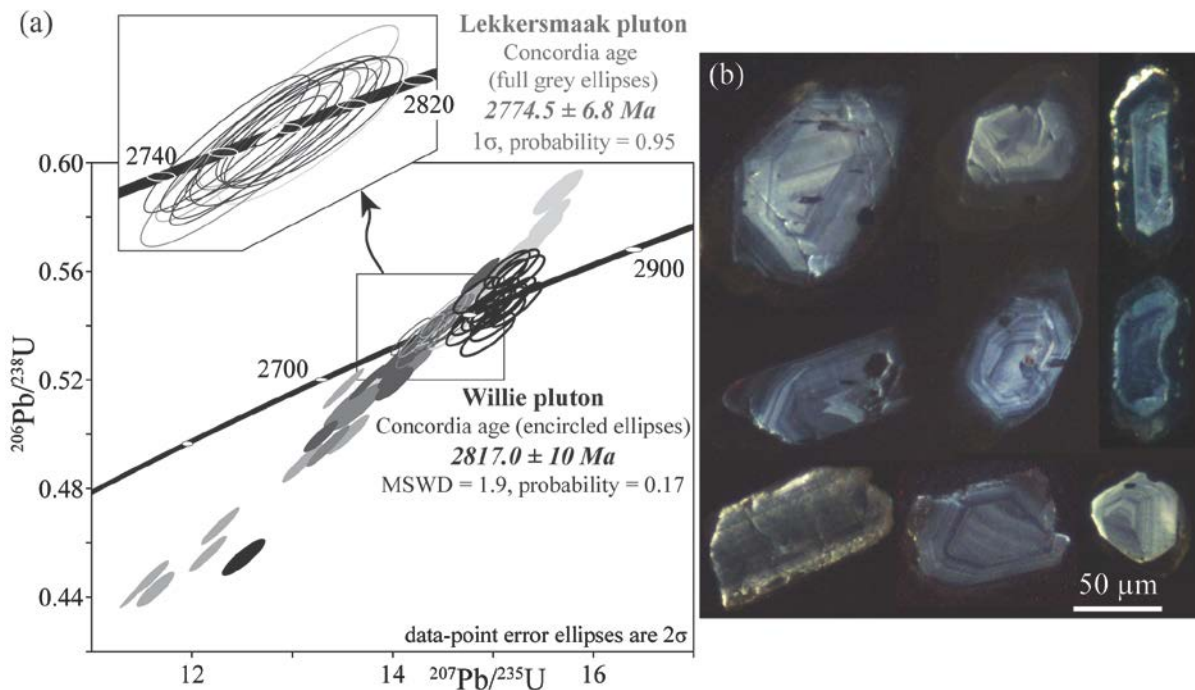 (a)
Lekkersmaak pluton
Concordia age
(full grey ellipses)
2774.5 ± 6.8 Ma
1σ, probability = 0.95
2740
2820
0.60
0.56
0.52
0.48
0.44
206Pb/238U
2700
2900
Willie pluton
Concordia age (encircled ellipses)
2817.0 ± 10 Ma
MSWD = 1.9, probability = 0.17
data-point error ellipses are 2σ
12
14
16
207Pb/235U
(b)
50 µm